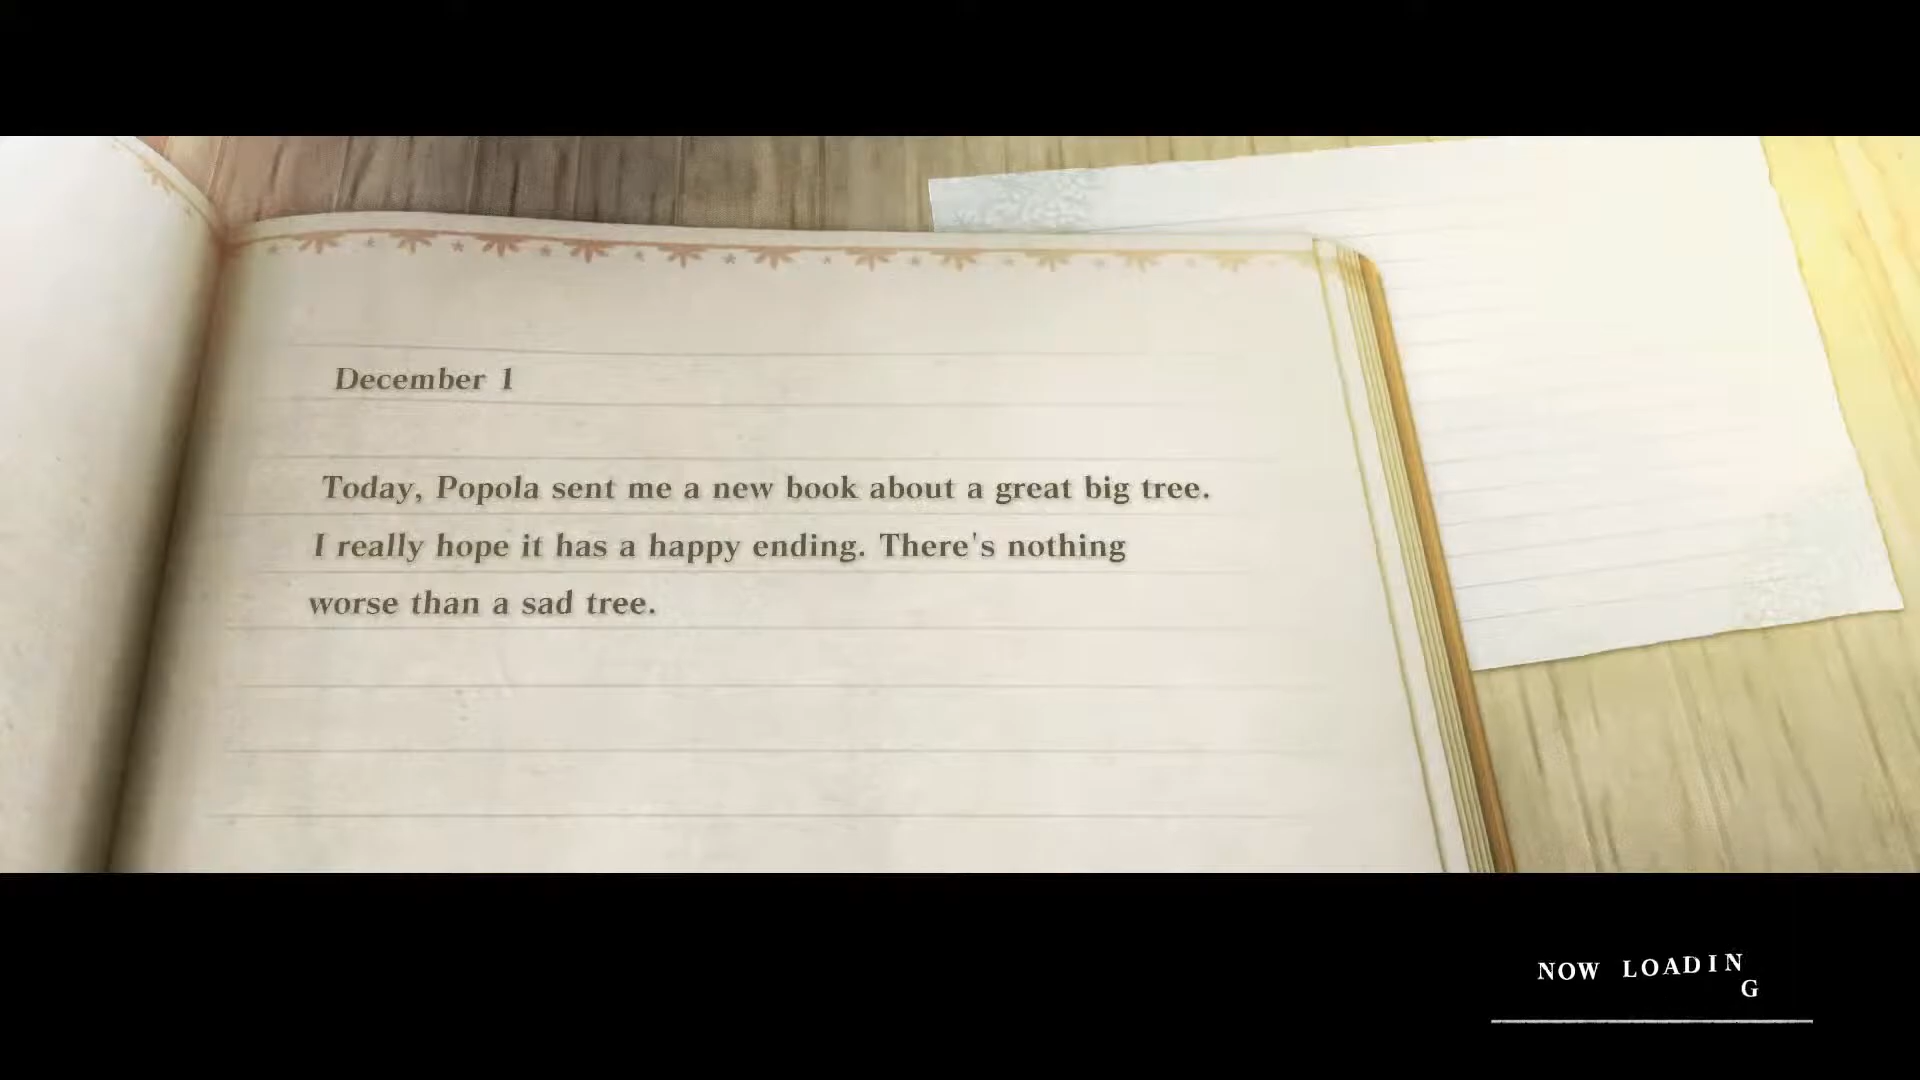 December 1
Today, Popola sent me a new book about a great big tree.
I really hope it has a happy ending. There's nothing
worse than a sad tree.
NOW LOADING